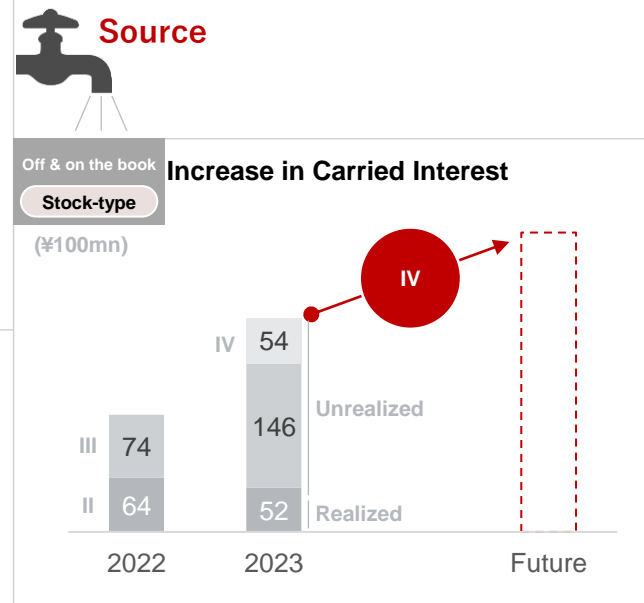 Source
Off & on the book
Stock-type
Increase in Carried Interest
(¥100mn)
IV
IV
54
Unrealized
146
III
74
II
64
52
Realized
2022
2023
Future